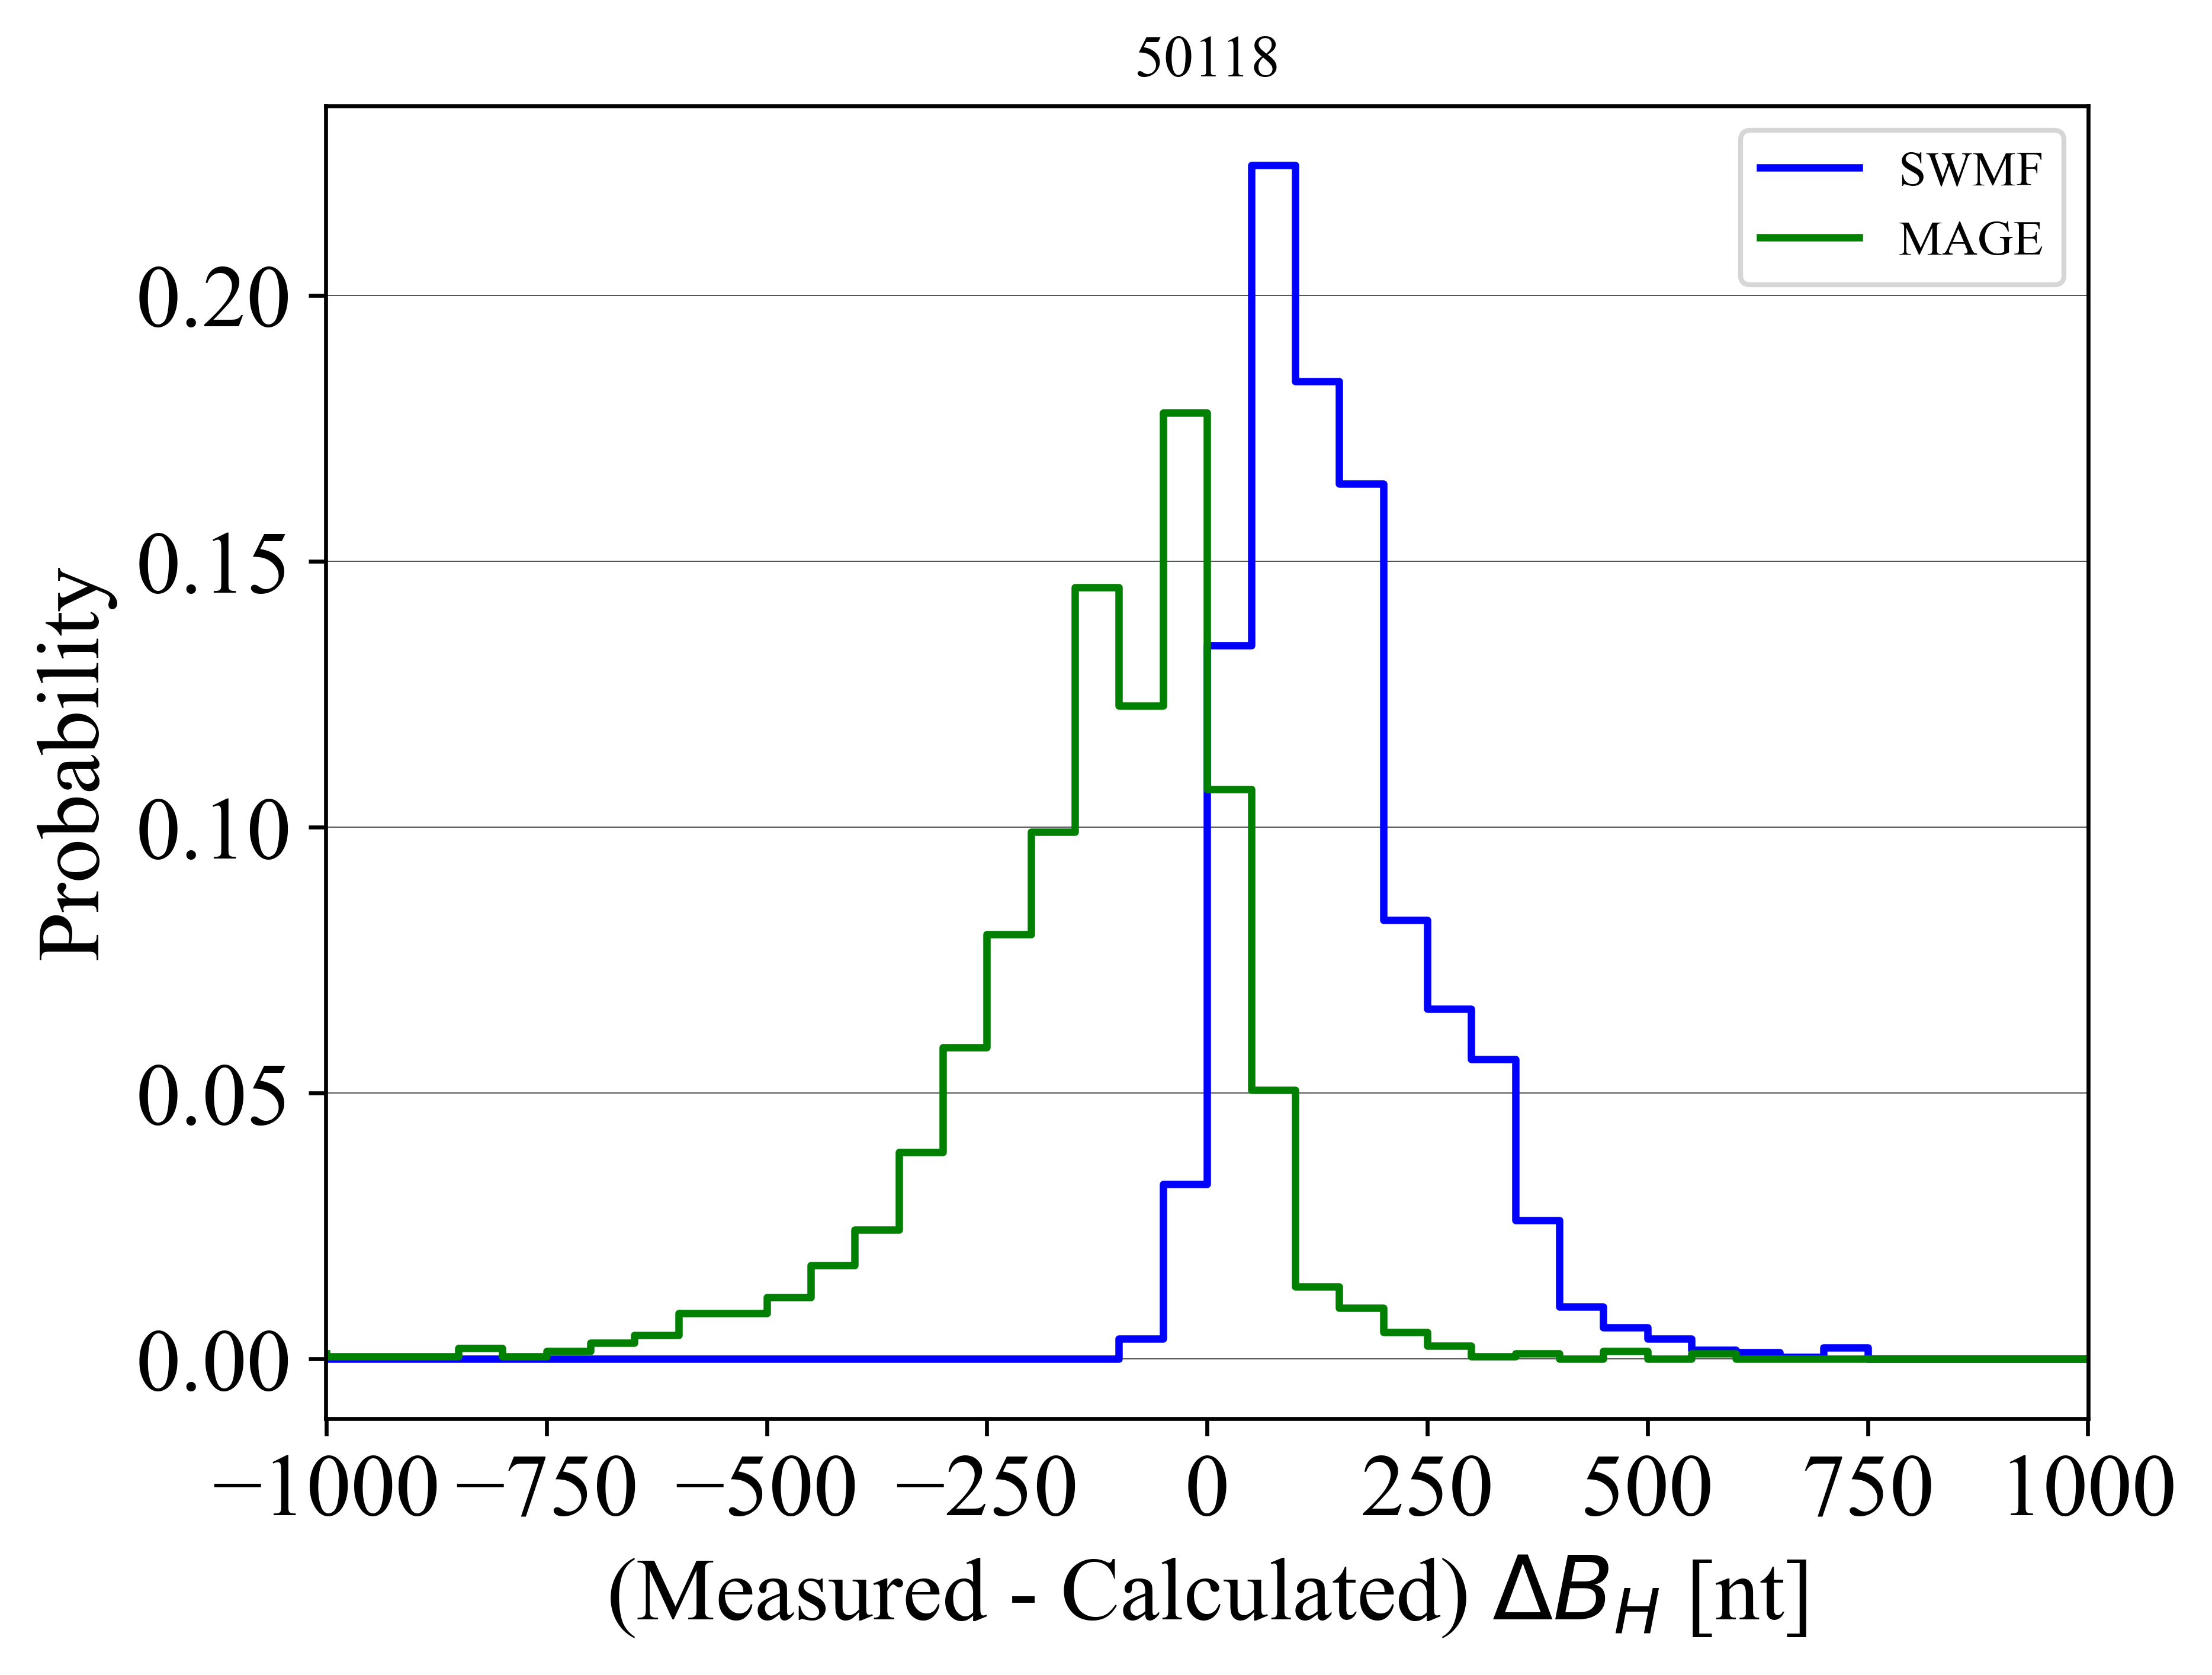 50118
SWMF
MAGE
0.20
0.15
0.10
0.05
0.00
Probability
−1000 −750 −500 −250 0 250 500 750 1000
(Measured - Calculated) ΔB_H [nt]